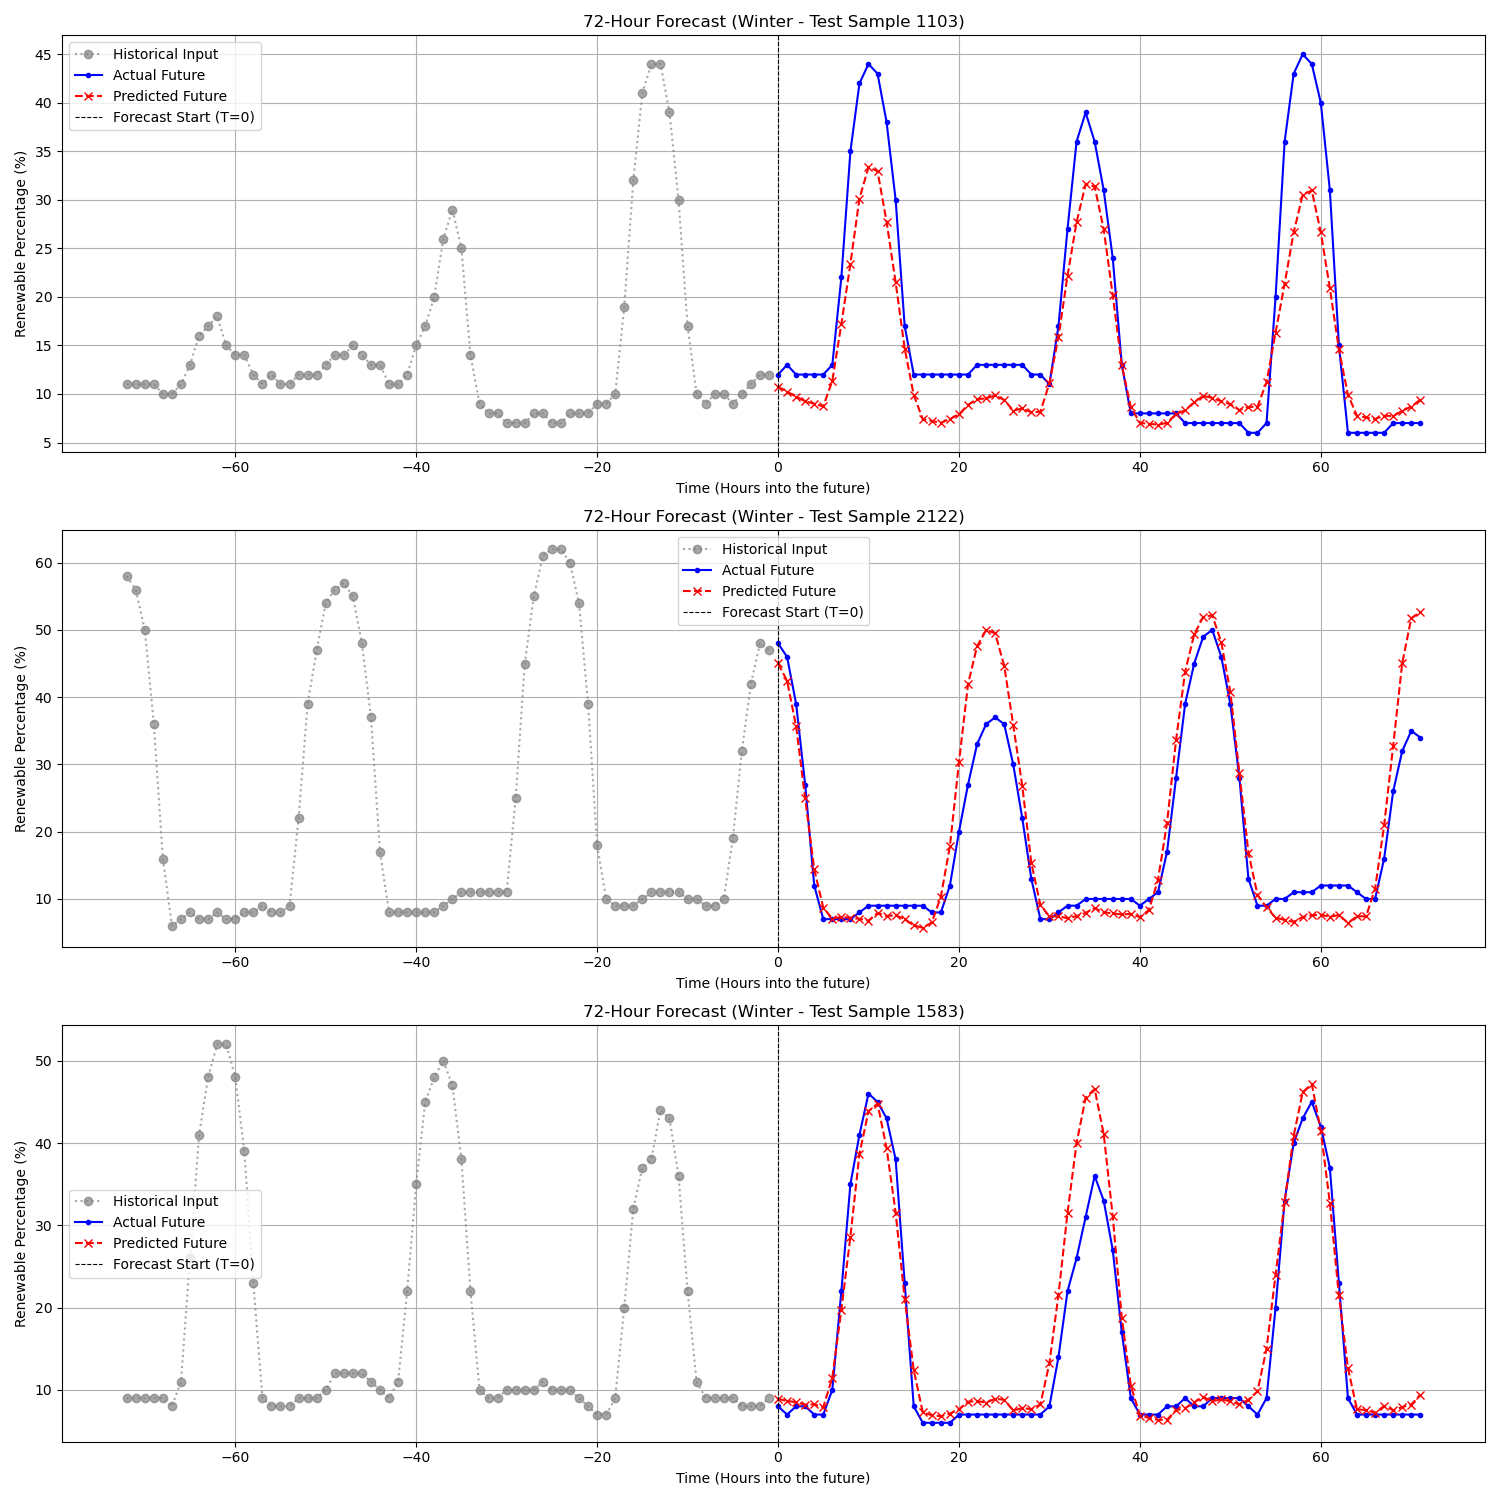 72-Hour Forecast (Winter - Test Sample 1103)
Historical Input
Actual Future
Predicted Future
Forecast Start (T=0)
Renewable Percentage (%)
45
40
35
30
25
20
15
10
5
−60
−40
−20
0
20
40
60
Time (Hours into the future)
72-Hour Forecast (Winter - Test Sample 2122)
Historical Input
Actual Future
Predicted Future
Forecast Start (T=0)
Renewable Percentage (%)
60
50
40
30
20
10
−60
−40
−20
0
20
40
60
Time (Hours into the future)
72-Hour Forecast (Winter - Test Sample 1583)
Historical Input
Actual Future
Predicted Future
Forecast Start (T=0)
Renewable Percentage (%)
50
40
30
20
10
−60
−40
−20
0
20
40
60
Time (Hours into the future)